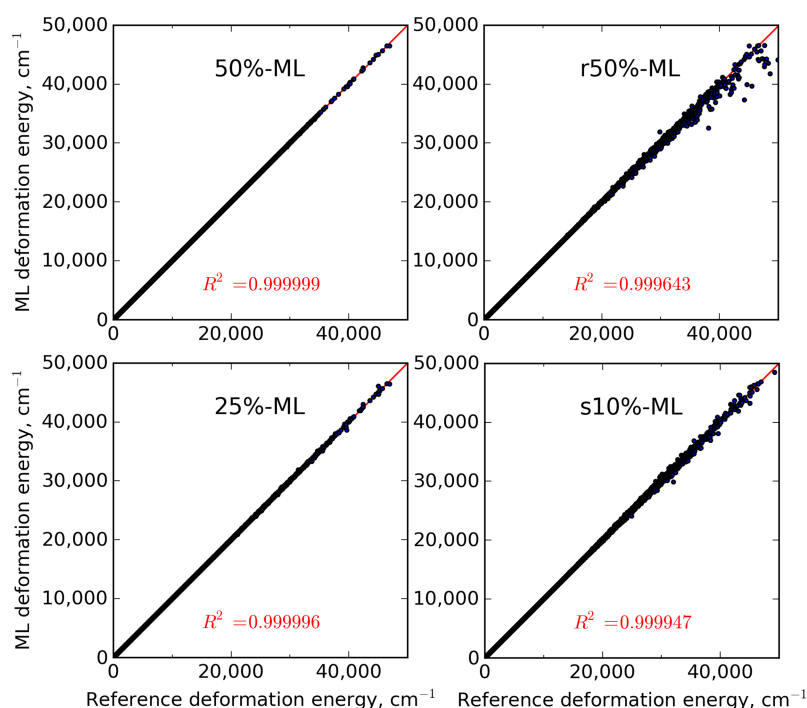 50,000
40,000
30,000
20,000
10,000
0
ML deformation energy, cm⁻¹
50%-ML
R² =0.999999
0 20,000 40,000
50,000
40,000
30,000
20,000
10,000
0
r50%-ML
R² =0.999643
0 20,000 40,000
50,000
40,000
30,000
20,000
10,000
0
ML deformation energy, cm⁻¹
25%-ML
R² =0.999996
0 20,000 40,000
Reference deformation energy, cm⁻¹
50,000
40,000
30,000
20,000
10,000
0
s10%-ML
R² =0.999947
0 20,000 40,000
Reference deformation energy, cm⁻¹